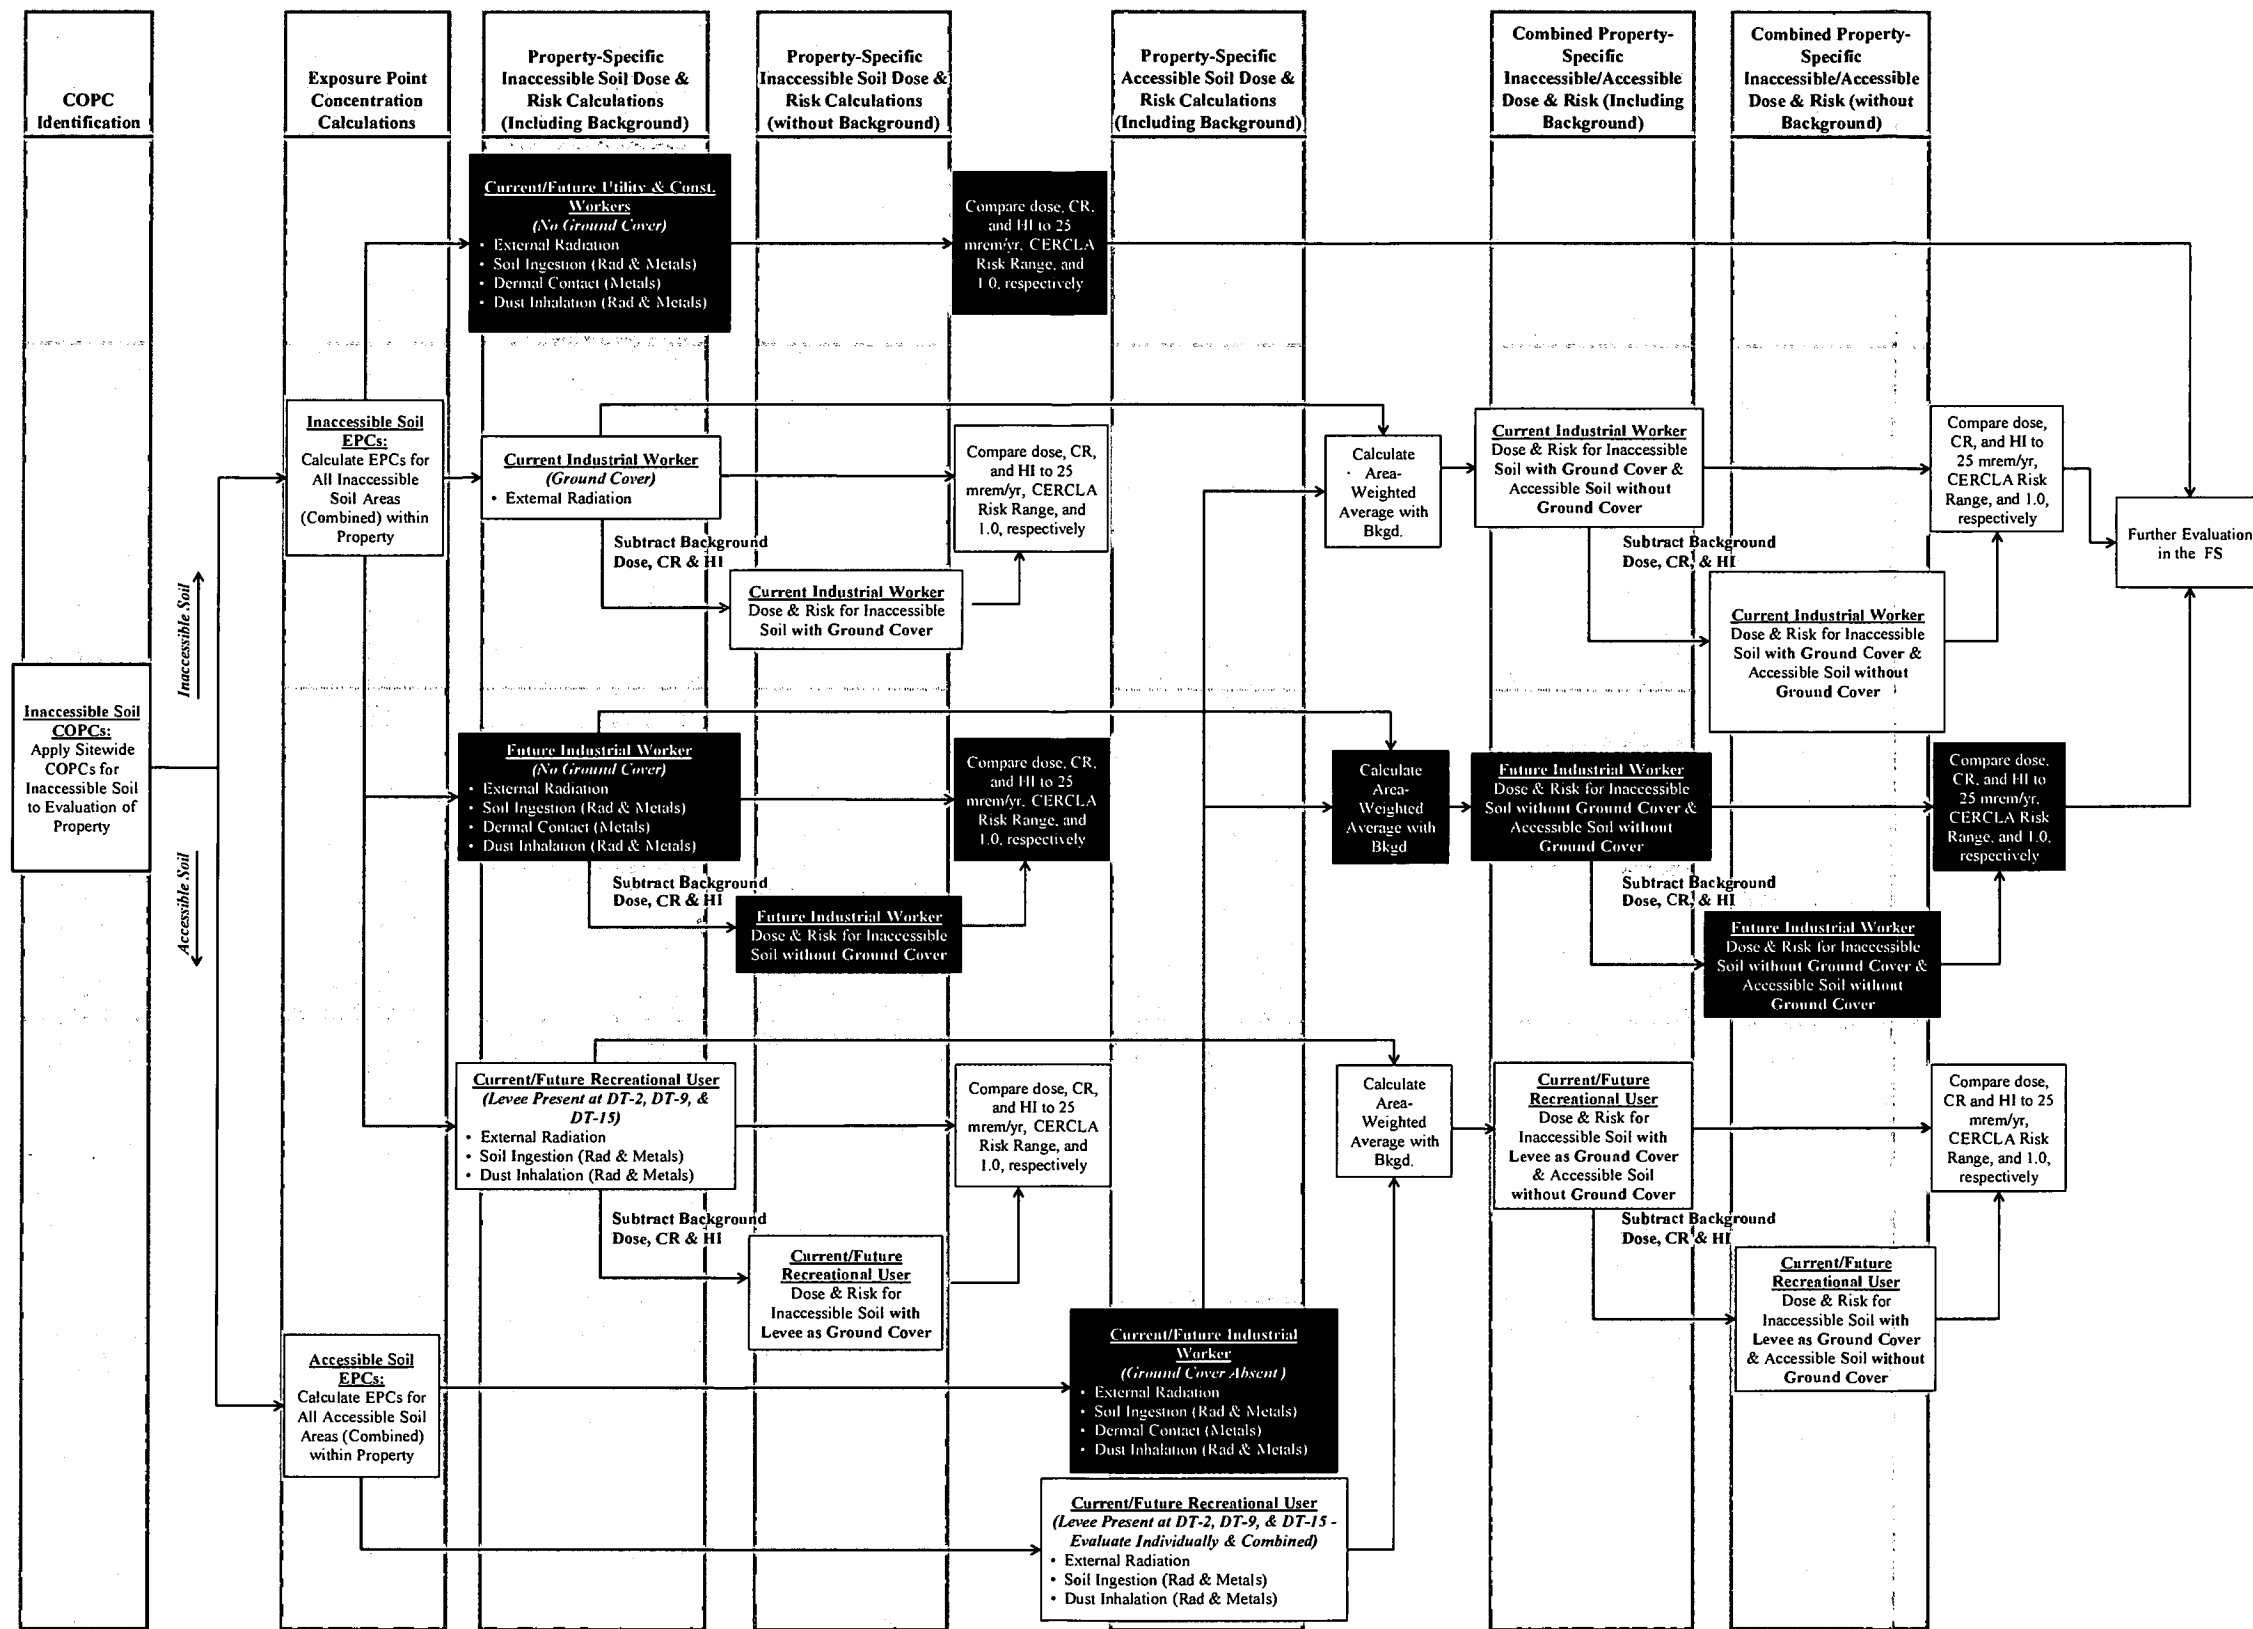 COPC
Identification
Exposure Point
Concentration
Calculations
Property-Specific
Inaccessible Soil Dose &
Risk Calculations
(Including Background)
Property-Specific
Inaccessible Soil Dose &
Risk Calculations
(without Background)
Property-Specific
Accessible Soil Dose &
Risk Calculations
(Including Background)
Combined Property-
Specific
Inaccessible/Accessible
Dose & Risk (Including
Background)
Combined Property-
Specific
Inaccessible/Accessible
Dose & Risk (without
Background)
Current/Future Utility & Const.
Workers
(No Ground Cover)
• External Radiation
• Soil Ingestion (Rad & Metals)
• Dermal Contact (Metals)
• Dust Inhalation (Rad & Metals)
Compare dose, CR,
and HI to 25
mrem/yr, CERCLA
Risk Range, and
1.0, respectively
Inaccessible Soil
EPCs:
Calculate EPCs for
All Inaccessible
Soil Areas
(Combined) within
Property
Current Industrial Worker
(Ground Cover)
• External Radiation
Compare dose, CR,
and HI to 25
mrem/yr, CERCLA
Risk Range, and
1.0, respectively
Subtract Background
Dose, CR & HI
Current Industrial Worker
Dose & Risk for Inaccessible
Soil with Ground Cover
Calculate
Area-
Weighted
Average with
Bkgd.
Current Industrial Worker
Dose & Risk for Inaccessible
Soil with Ground Cover &
Accessible Soil without
Ground Cover
Compare dose,
CR, and HI to
25 mrem/yr,
CERCLA Risk
Range, and 1.0,
respectively
Subtract Background
Dose, CR, & HI
Current Industrial Worker
Dose & Risk for Inaccessible
Soil with Ground Cover &
Accessible Soil without
Ground Cover
Further Evaluation
in the FS
Inaccessible Soil
Inaccessible Soil
COPCs:
Apply Sitewide
COPCs for
Inaccessible Soil
to Evaluation of
Property
Accessible Soil
Future Industrial Worker
(No Ground Cover)
• External Radiation
• Soil Ingestion (Rad & Metals)
• Dermal Contact (Metals)
• Dust Inhalation (Rad & Metals)
Compare dose, CR,
and HI to 25
mrem/yr, CERCLA
Risk Range, and
1.0, respectively
Subtract Background
Dose, CR & HI
Future Industrial Worker
Dose & Risk for Inaccessible
Soil without Ground Cover
Calculate
Area-
Weighted
Average with
Bkgd
Future Industrial Worker
Dose & Risk for Inaccessible
Soil without Ground Cover &
Accessible Soil without
Ground Cover
Compare dose,
CR, and HI to
25 mrem/yr,
CERCLA Risk
Range, and 1.0,
respectively
Subtract Background
Dose, CR, & HI
Future Industrial Worker
Dose & Risk for Inaccessible
Soil without Ground Cover &
Accessible Soil without
Ground Cover
Current/Future Recreational User
(Levee Present at DT-2, DT-9, &
DT-15)
• External Radiation
• Soil Ingestion (Rad & Metals)
• Dust Inhalation (Rad & Metals)
Compare dose, CR,
and HI to 25
mrem/yr, CERCLA
Risk Range, and
1.0, respectively
Subtract Background
Dose, CR & HI
Current/Future
Recreational User
Dose & Risk for
Inaccessible Soil with
Levee as Ground Cover
Calculate
Area-
Weighted
Average with
Bkgd.
Current/Future
Recreational User
Dose & Risk for
Inaccessible Soil with
Levee as Ground Cover
& Accessible Soil
without Ground Cover
Compare dose,
CR and HI to 25
mrem/yr,
CERCLA Risk
Range, and 1.0,
respectively
Subtract Background
Dose, CR & HI
Current/Future
Recreational User
Dose & Risk for
Inaccessible Soil with
Levee as Ground Cover
& Accessible Soil without
Ground Cover
Accessible Soil
EPCs:
Calculate EPCs for
All Accessible Soil
Areas (Combined)
within Property
Current/Future Industrial
Worker
(Ground Cover Absent)
• External Radiation
• Soil Ingestion (Rad & Metals)
• Dermal Contact (Metals)
• Dust Inhalation (Rad & Metals)
Current/Future Recreational User
(Levee Present at DT-2, DT-9, & DT-15 -
Evaluate Individually & Combined)
• External Radiation
• Soil Ingestion (Rad & Metals)
• Dust Inhalation (Rad & Metals)